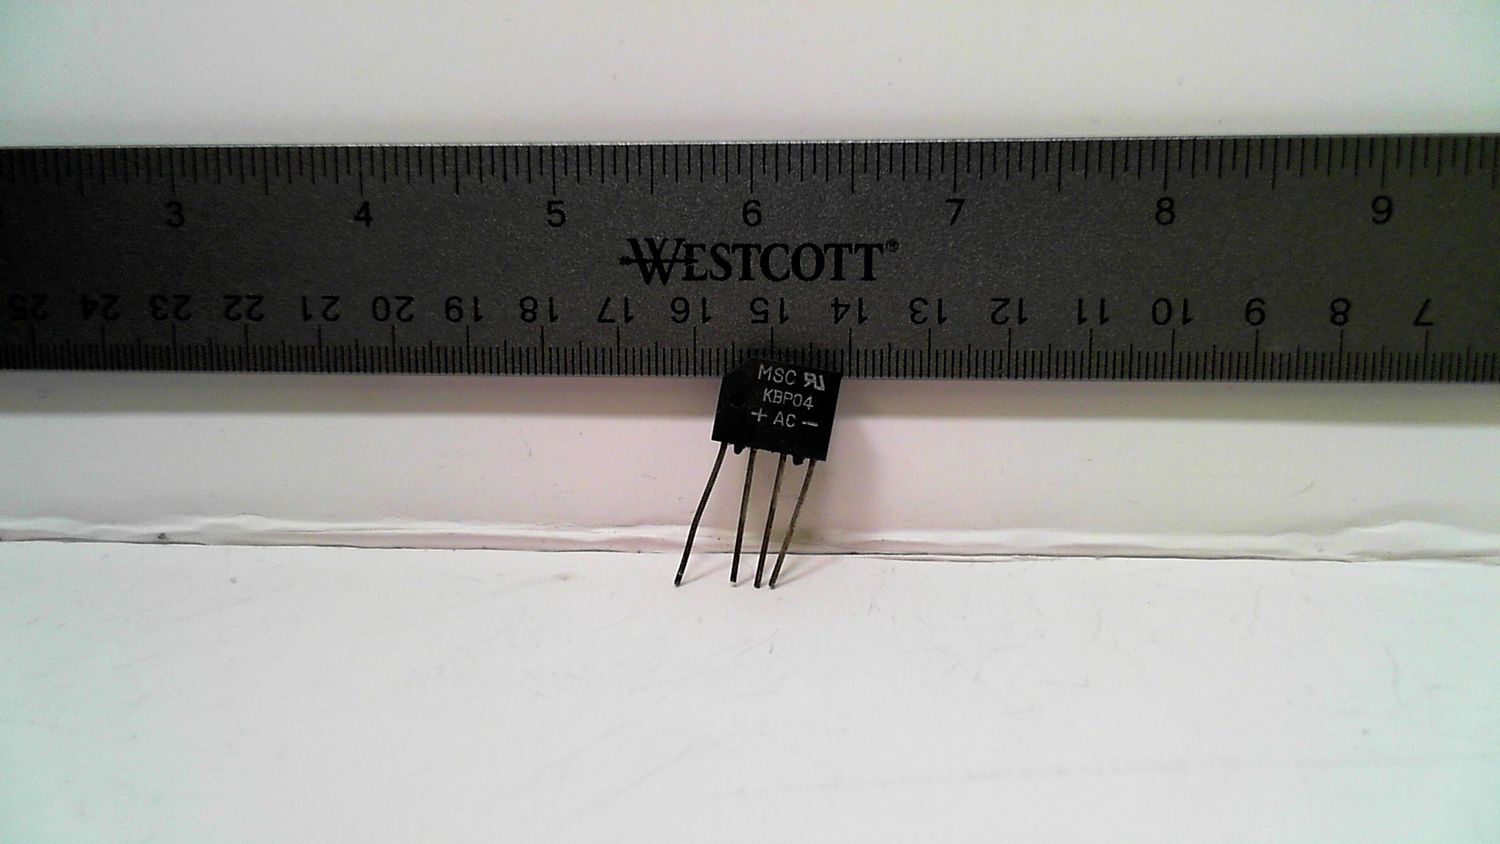 3 4 5 6 7 8 9
WESTCOTT®
25 24 23 22 21 20 19 18 17 16 15 14 13 12 11 10 9 8 7
MSC RU
KBP04
+ AC -